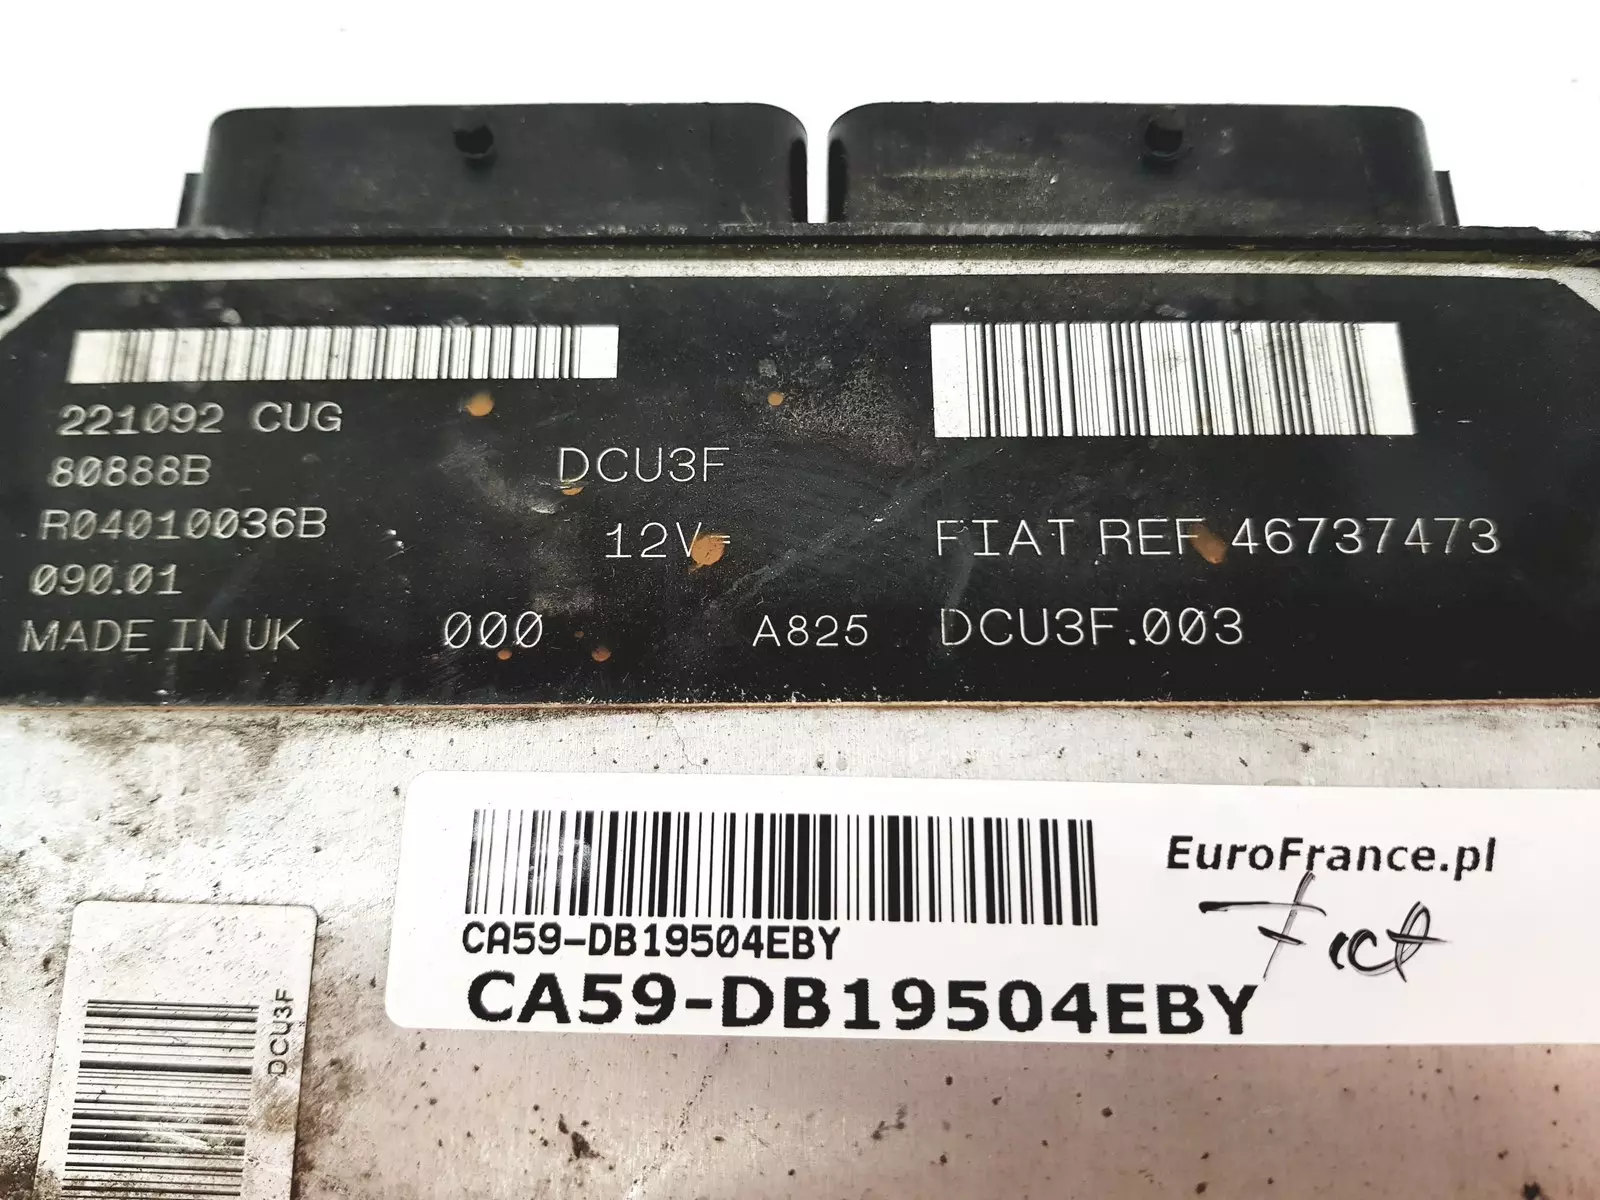 221092 CUG
80888B
R04010036B
090.01
MADE IN UK
000
DCU3F
12V=
A825
FIAT REF 46737473
DCU3F.003
EuroFrance.pl
CA59-DB19504EBY
CA59-DB19504EBY
DCU3F